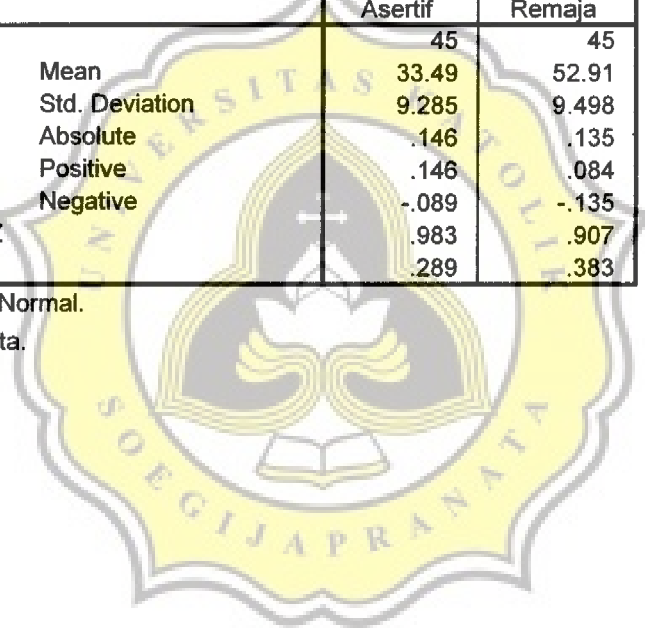 Asertif Remaja
45 45
Mean 33.49 52.91
Std. Deviation 9.285 9.498
Absolute .146 .135
Positive .146 .084
Negative -.089 -.135
.983 .907
.289 .383
Normal.
ta.
UNIVERSITAS KATOLIK
SOEGIJAPRANATA